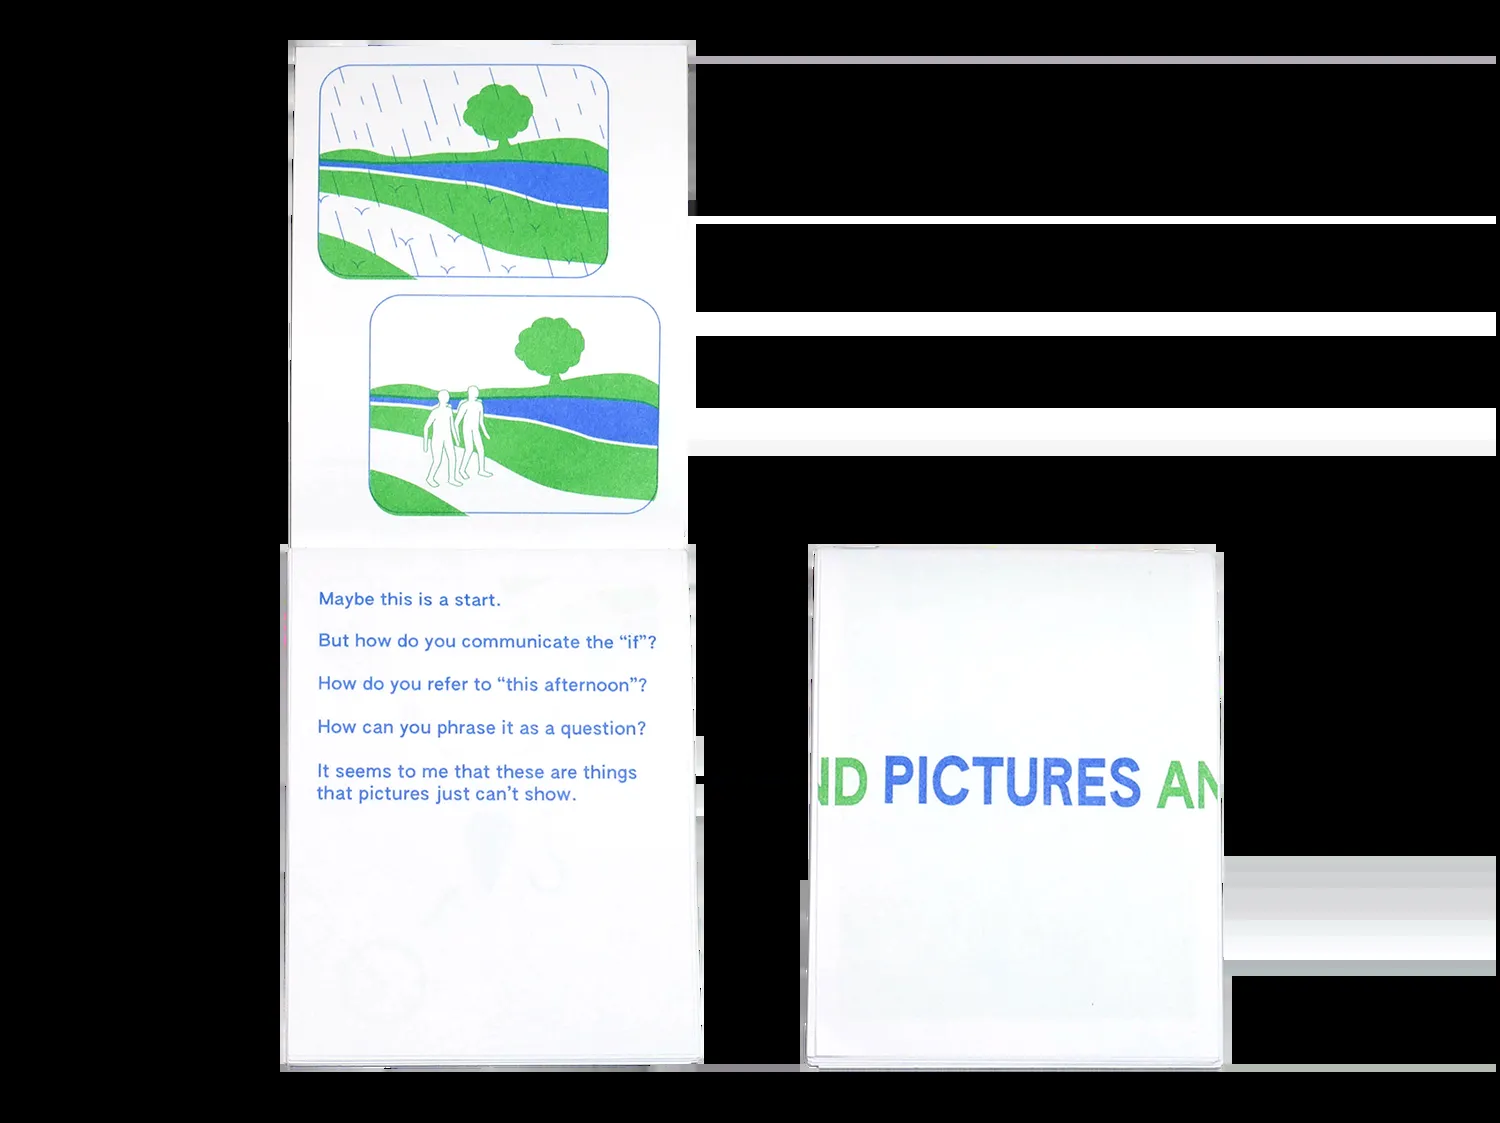 Maybe this is a start.
But how do you communicate the “if”?
How do you refer to “this afternoon”?
How can you phrase it as a question?
It seems to me that these are things
that pictures just can’t show.
ND PICTURES AN